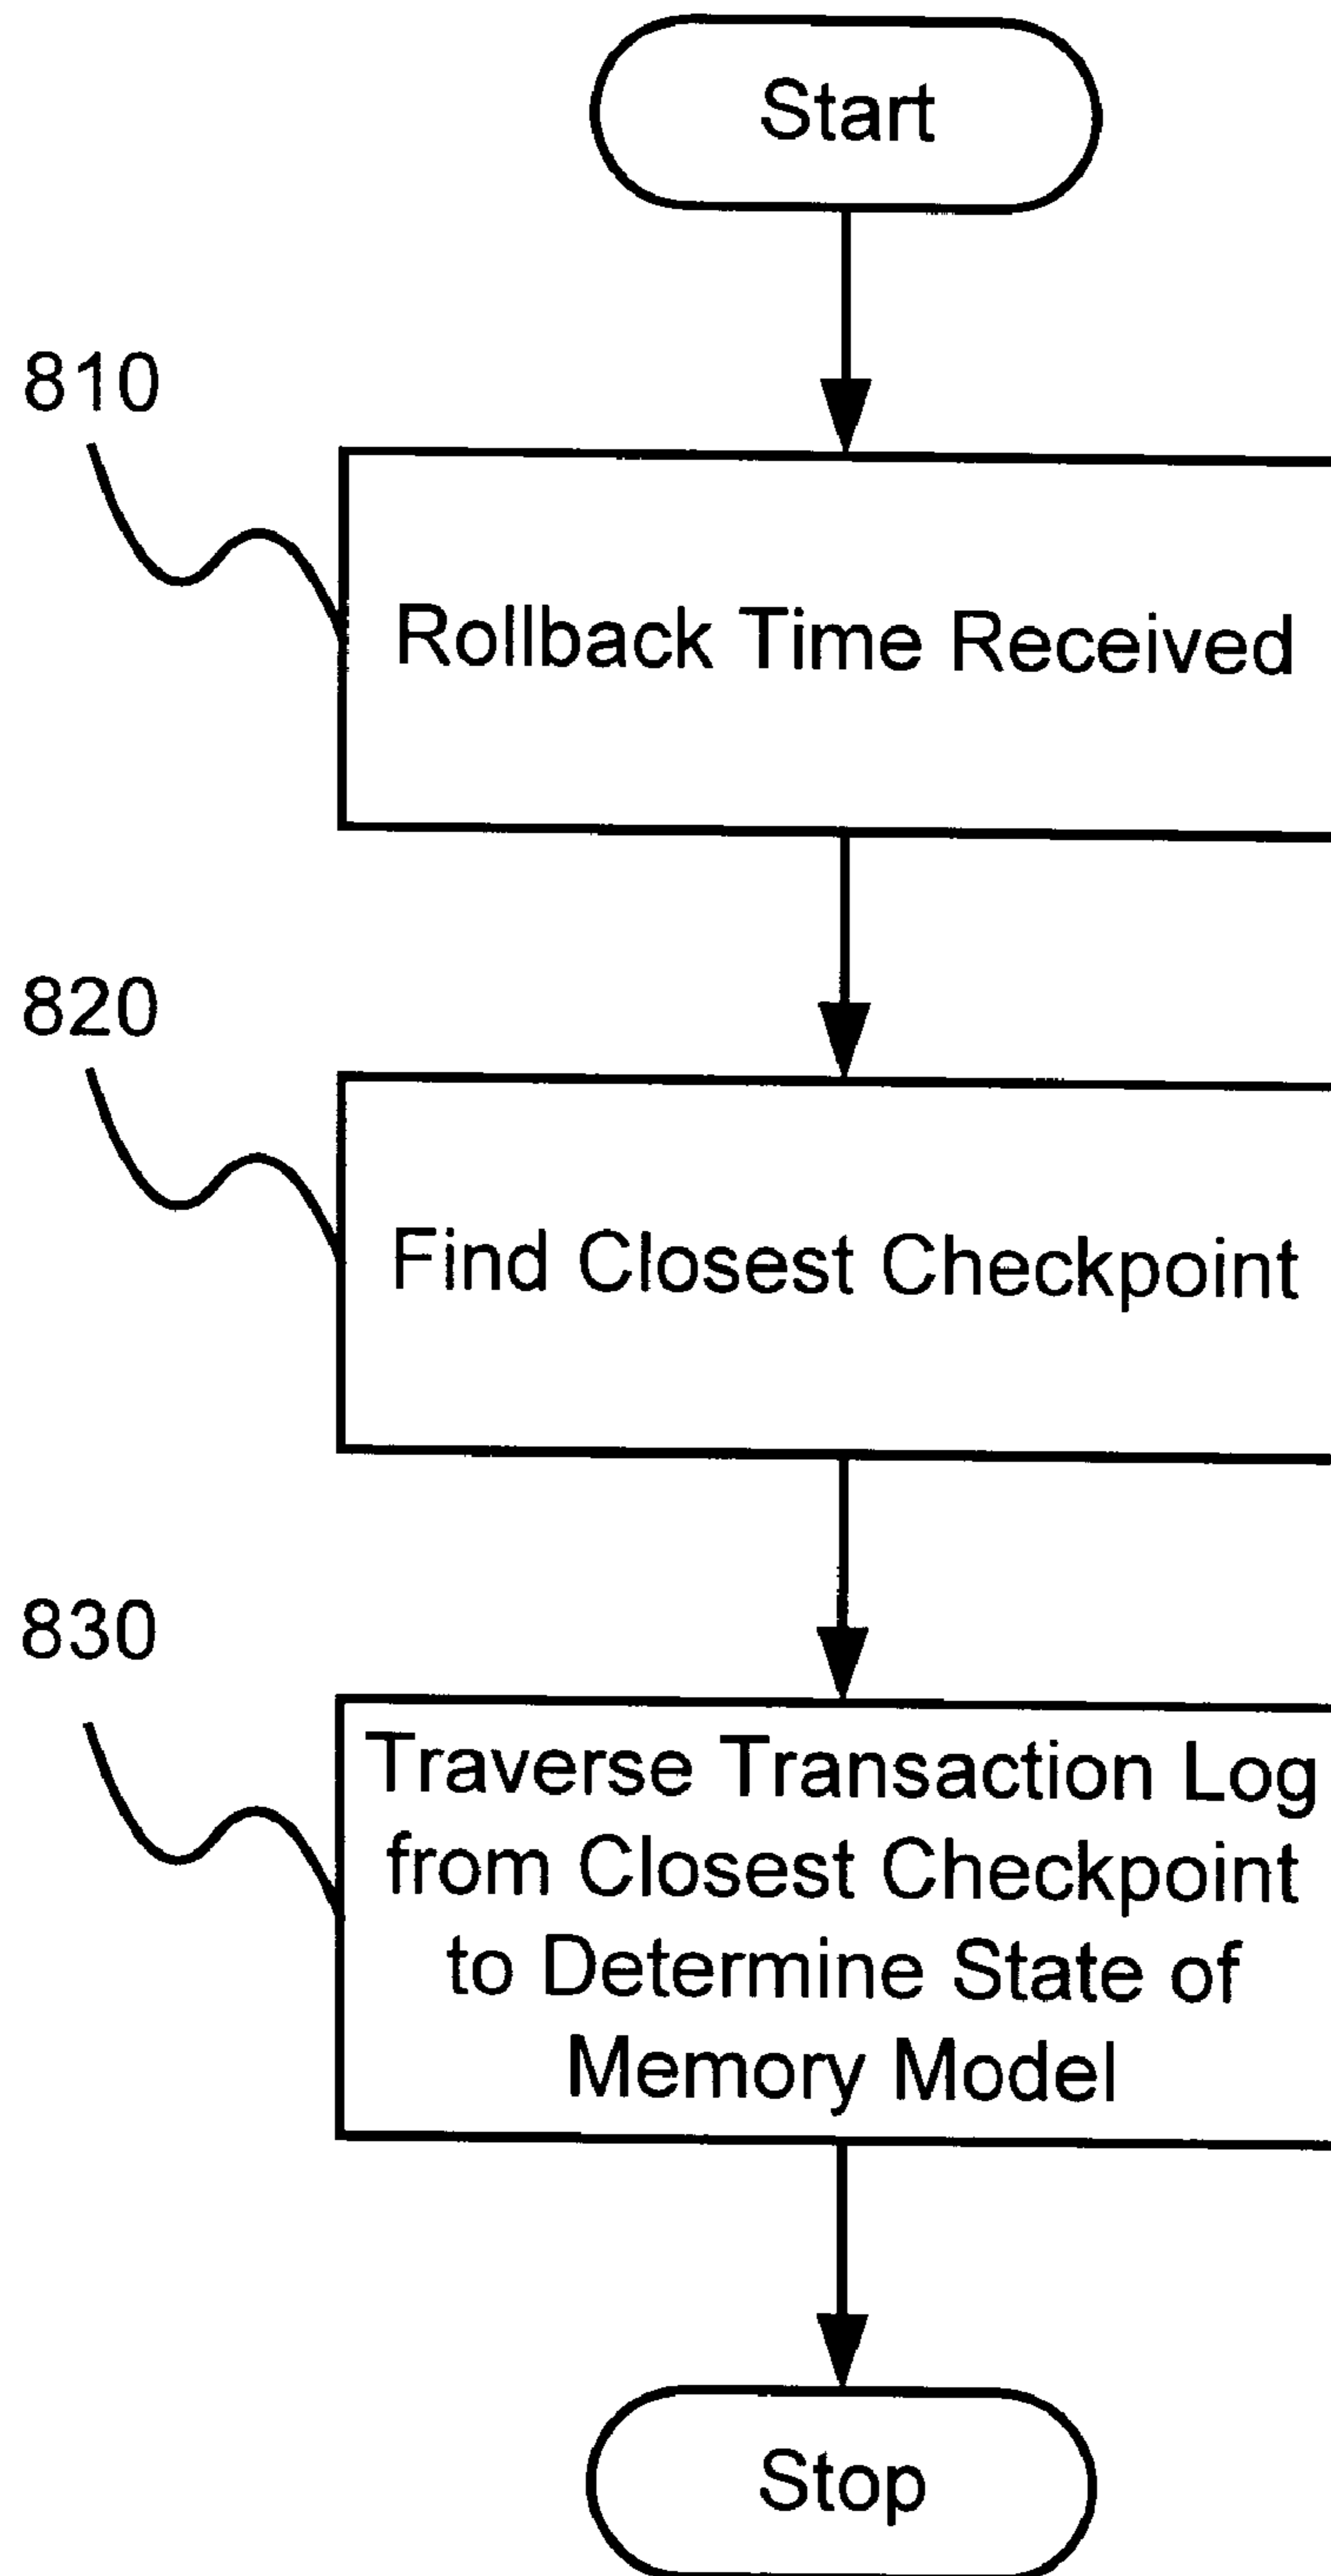 Start
810
Rollback Time Received
820
Find Closest Checkpoint
830
Traverse Transaction Log
from Closest Checkpoint
to Determine State of
Memory Model
Stop